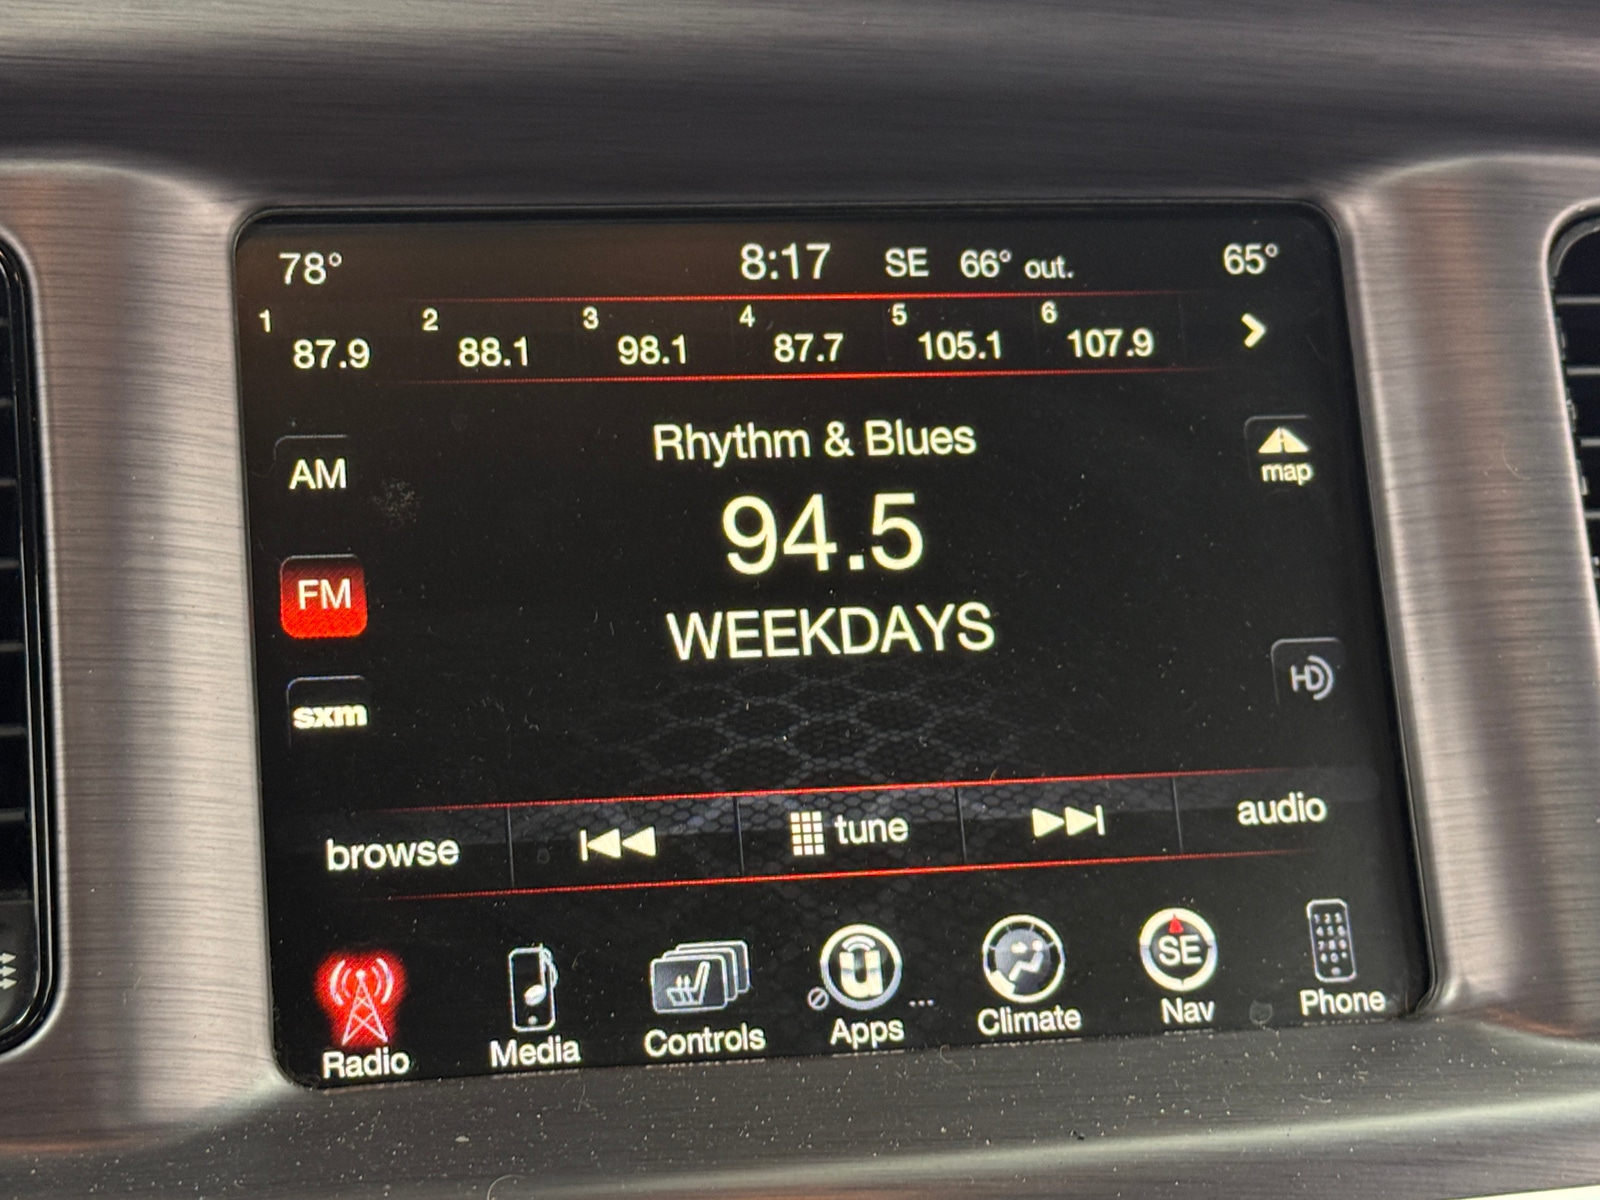 78° 8:17 SE 66° out. 65°
1 87.9 2 88.1 3 98.1 4 87.7 5 105.1 6 107.9
Rhythm & Blues
AM
map
94.5
FM
WEEKDAYS
HD
sxm
browse tune audio
SE
Radio Media Controls Apps ... Climate Nav Phone